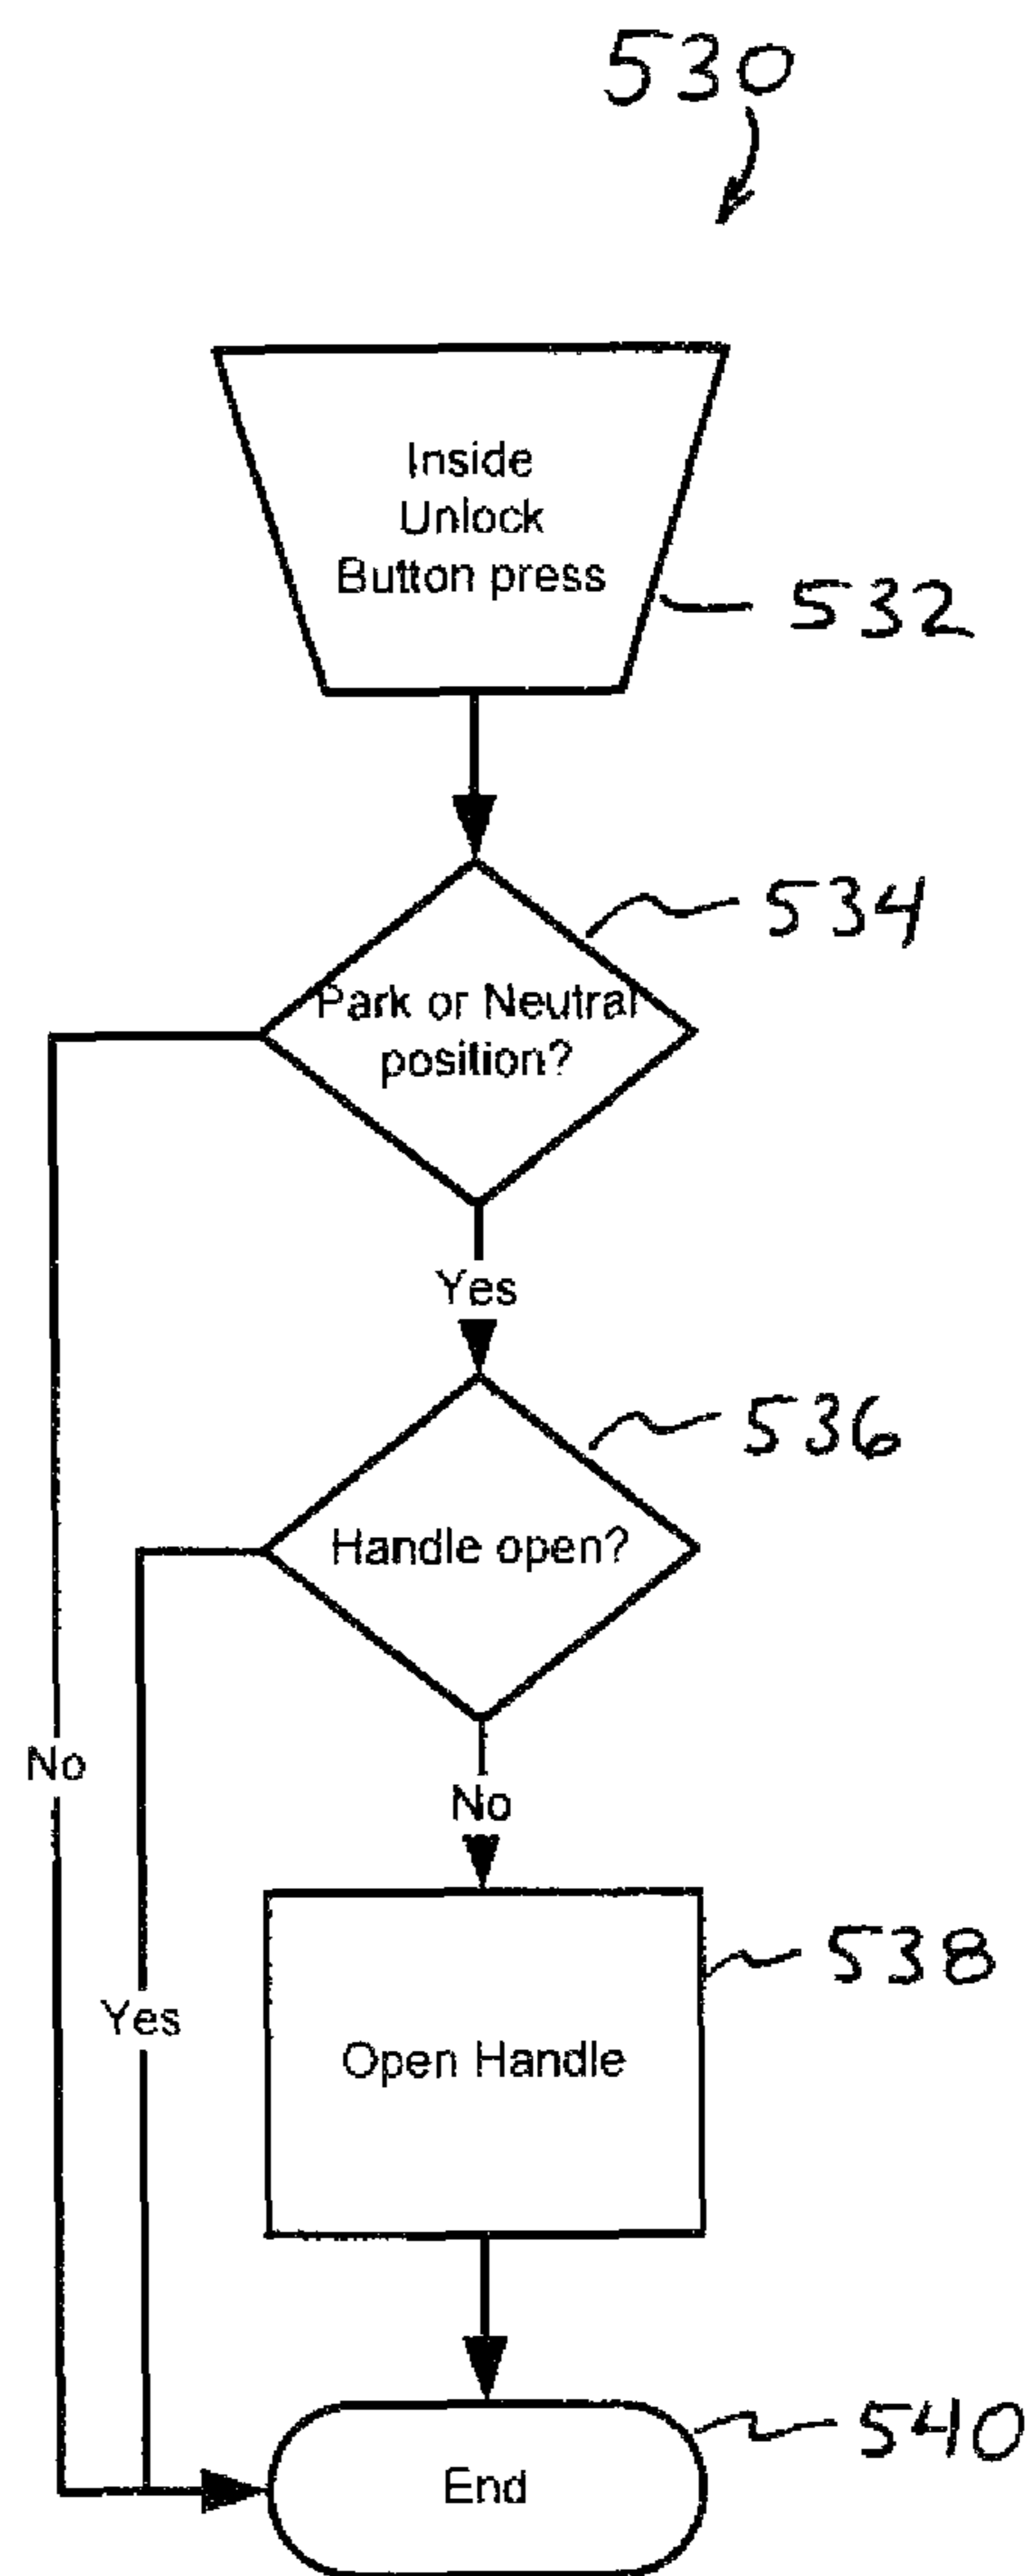 530
Inside
Unlock
Button press
532
534
Park or Neutral
position?
Yes
536
Handle open?
No
No
538
Yes
Open Handle
540
End